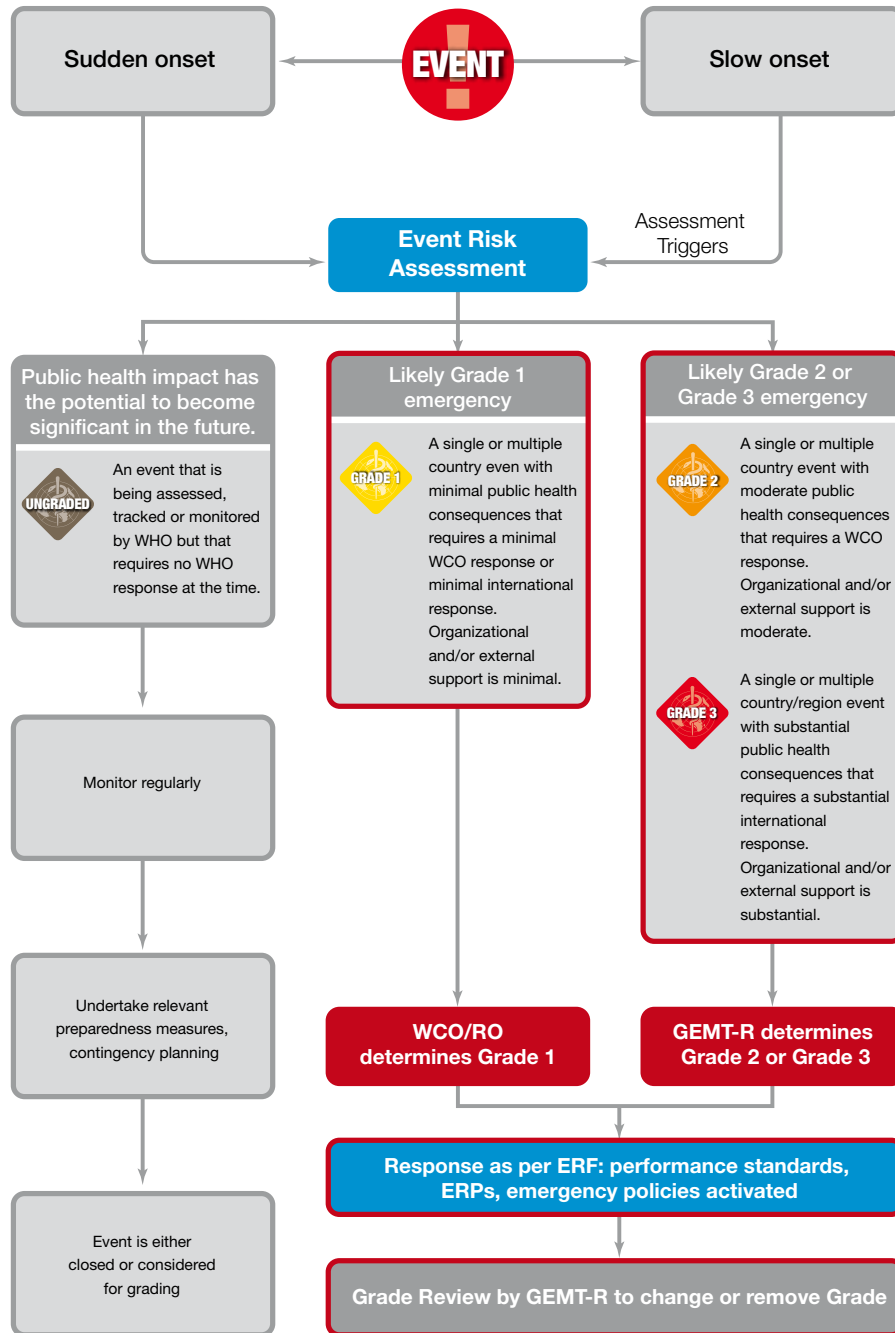 Sudden onset
EVENT
Slow onset
Event Risk
Assessment
Assessment
Triggers
Public health impact has
the potential to become
significant in the future.
UNGRADED
An event that is
being assessed,
tracked or monitored
by WHO but that
requires no WHO
response at the time.
Likely Grade 1
emergency
GRADE 1
A single or multiple
country even with
minimal public health
consequences that
requires a minimal
WCO response or
minimal international
response.
Organizational
and/or external
support is minimal.
Likely Grade 2 or
Grade 3 emergency
GRADE 2
A single or multiple
country event with
moderate public
health consequences
that requires a WCO
response.
Organizational and/or
external support is
moderate.
GRADE 3
A single or multiple
country/region event
with substantial
public health
consequences that
requires a substantial
international
response.
Organizational and/or
external support is
substantial.
Monitor regularly
Undertake relevant
preparedness measures,
contingency planning
Event is either
closed or considered
for grading
WCO/RO
determines Grade 1
GEMT-R determines
Grade 2 or Grade 3
Response as per ERF: performance standards,
ERPs, emergency policies activated
Grade Review by GEMT-R to change or remove Grade